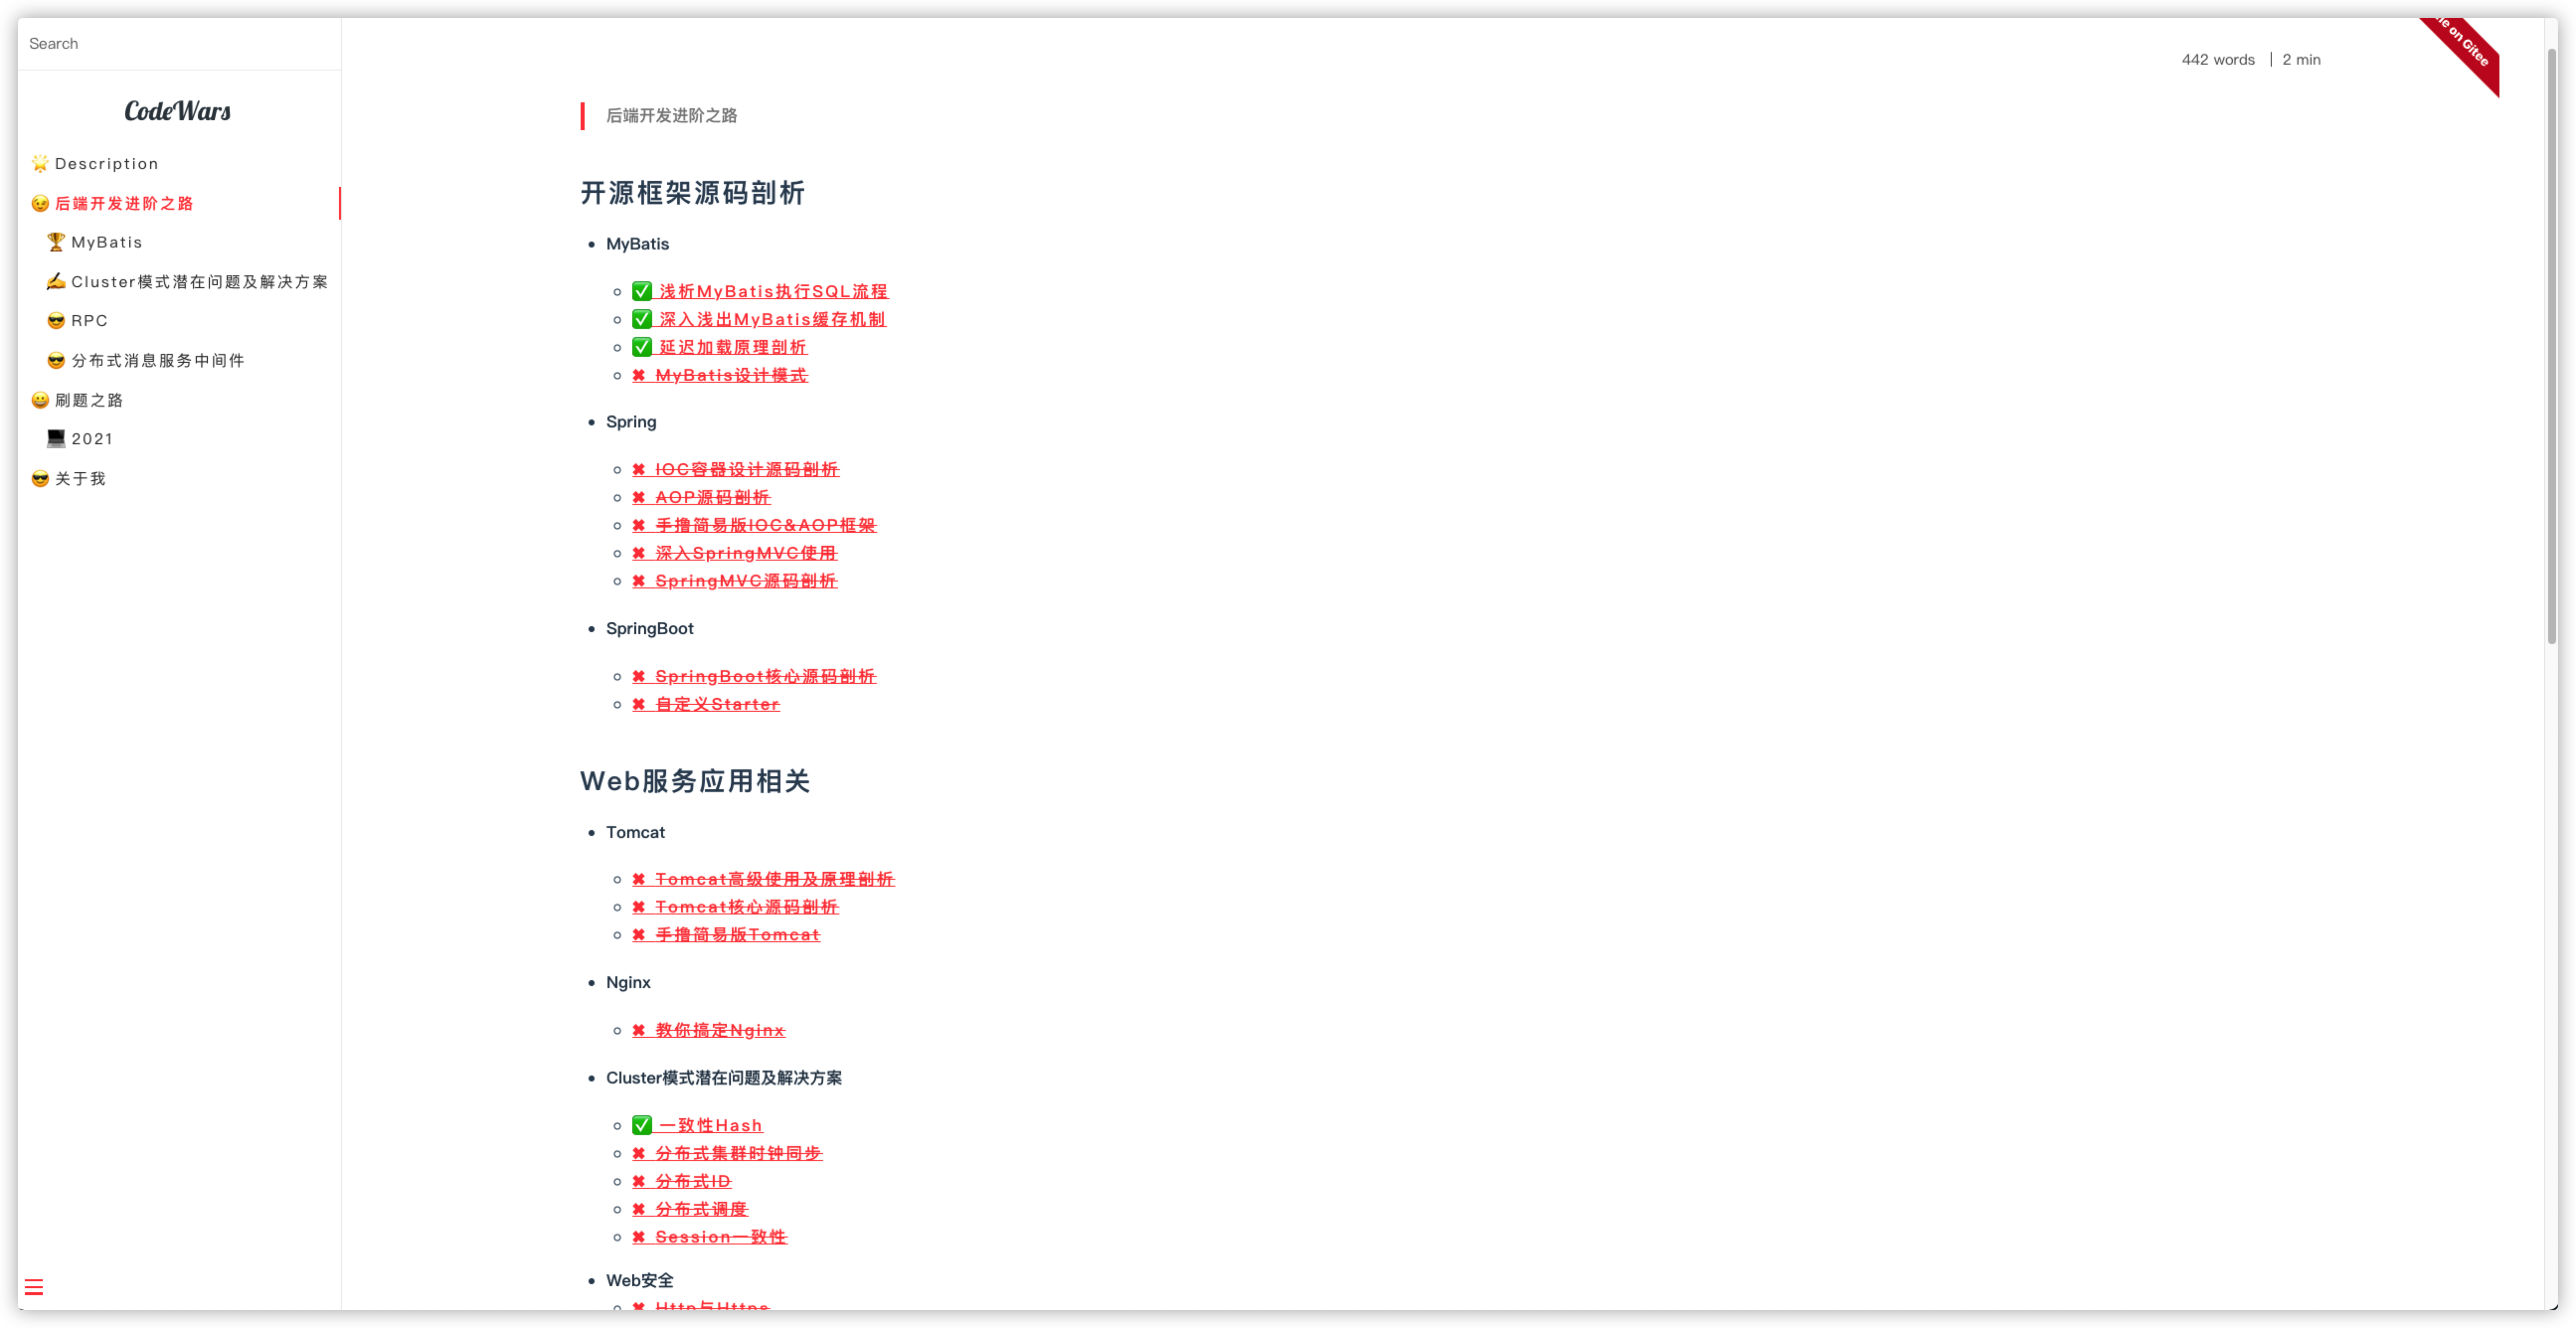 Search
CodeWars
Description
后端开发进阶之路
MyBatis
Cluster模式潜在问题及解决方案
RPC
分布式消息服务中间件
刷题之路
2021
关于我
442 words | 2 min
on Gitee
后端开发进阶之路
开源框架源码剖析
MyBatis
✅ 浅析MyBatis执行SQL流程
✅ 深入浅出MyBatis缓存机制
✅ 延迟加载原理剖析
✖ MyBatis设计模式
Spring
✖ IOC容器设计源码剖析
✖ AOP源码剖析
✖ 手撸简易版IOC&AOP框架
✖ 深入SpringMVC使用
✖ SpringMVC源码剖析
SpringBoot
✖ SpringBoot核心源码剖析
✖ 自定义Starter
Web服务应用相关
Tomcat
✖ Tomcat高级使用及原理剖析
✖ Tomcat核心源码剖析
✖ 手撸简易版Tomcat
Nginx
✖ 教你搞定Nginx
Cluster模式潜在问题及解决方案
✅ 一致性Hash
✖ 分布式集群时钟同步
✖ 分布式ID
✖ 分布式调度
✖ Session一致性
Web安全
✖ Http与Https